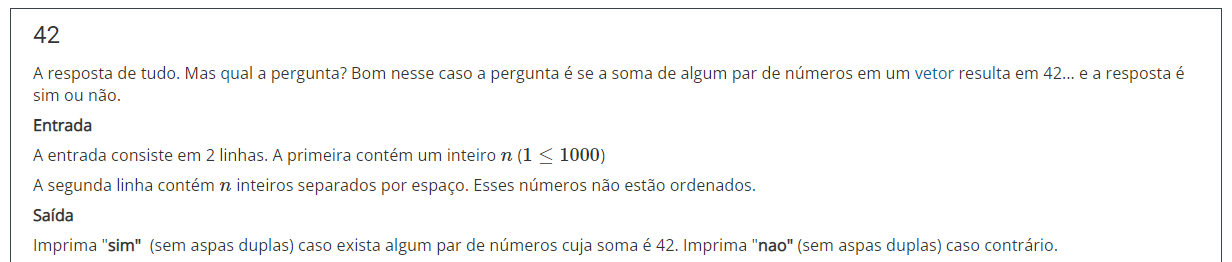 42
A resposta de tudo. Mas qual a pergunta? Bom nesse caso a pergunta é se a soma de algum par de números em um vetor resulta em 42... e a resposta é
sim ou não.
Entrada
A entrada consiste em 2 linhas. A primeira contém um inteiro n (1 ≤ 1000)
A segunda linha contém n inteiros separados por espaço. Esses números não estão ordenados.
Saída
Imprima "sim" (sem aspas duplas) caso exista algum par de números cuja soma é 42. Imprima "nao" (sem aspas duplas) caso contrário.